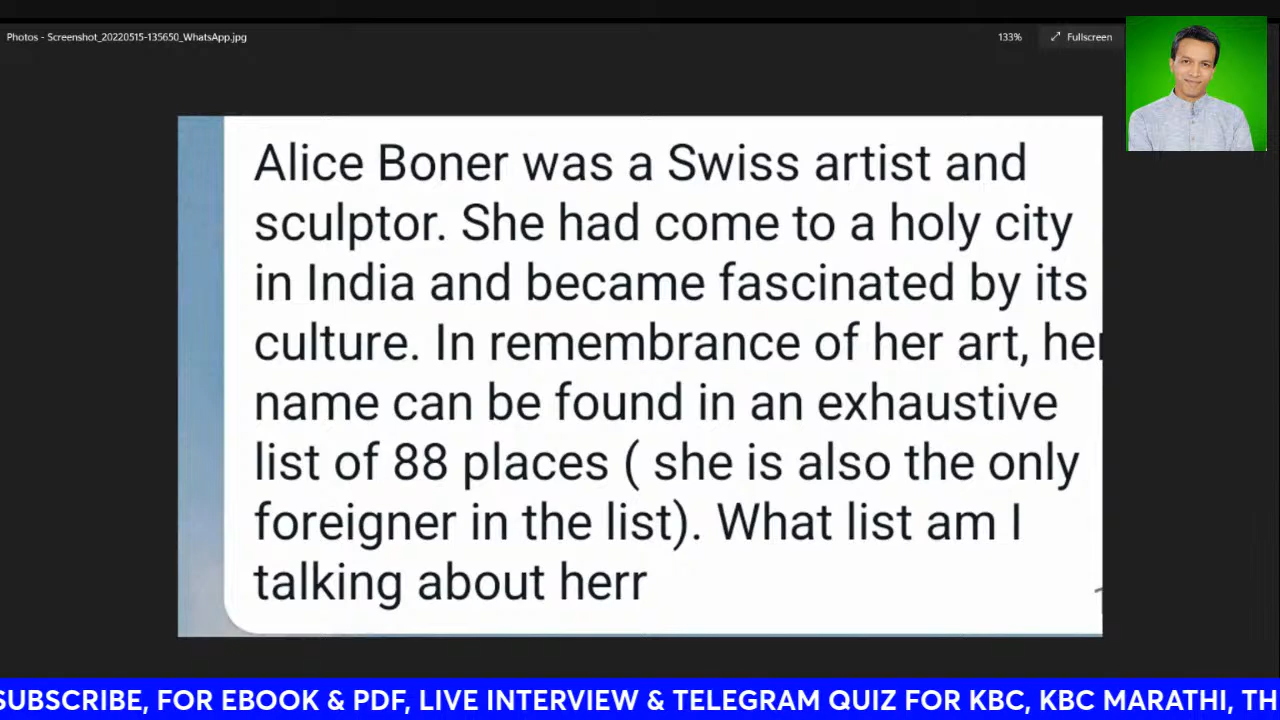 Photos - Screenshot_20220515-135650_WhatsApp.jpg
133%
Fullscreen
Alice Boner was a Swiss artist and
sculptor. She had come to a holy city
in India and became fascinated by its
culture. In remembrance of her art, her
name can be found in an exhaustive
list of 88 places ( she is also the only
foreigner in the list). What list am I
talking about herr
SUBSCRIBE, FOR EBOOK & PDF, LIVE INTERVIEW & TELEGRAM QUIZ FOR KBC, KBC MARATHI, TH